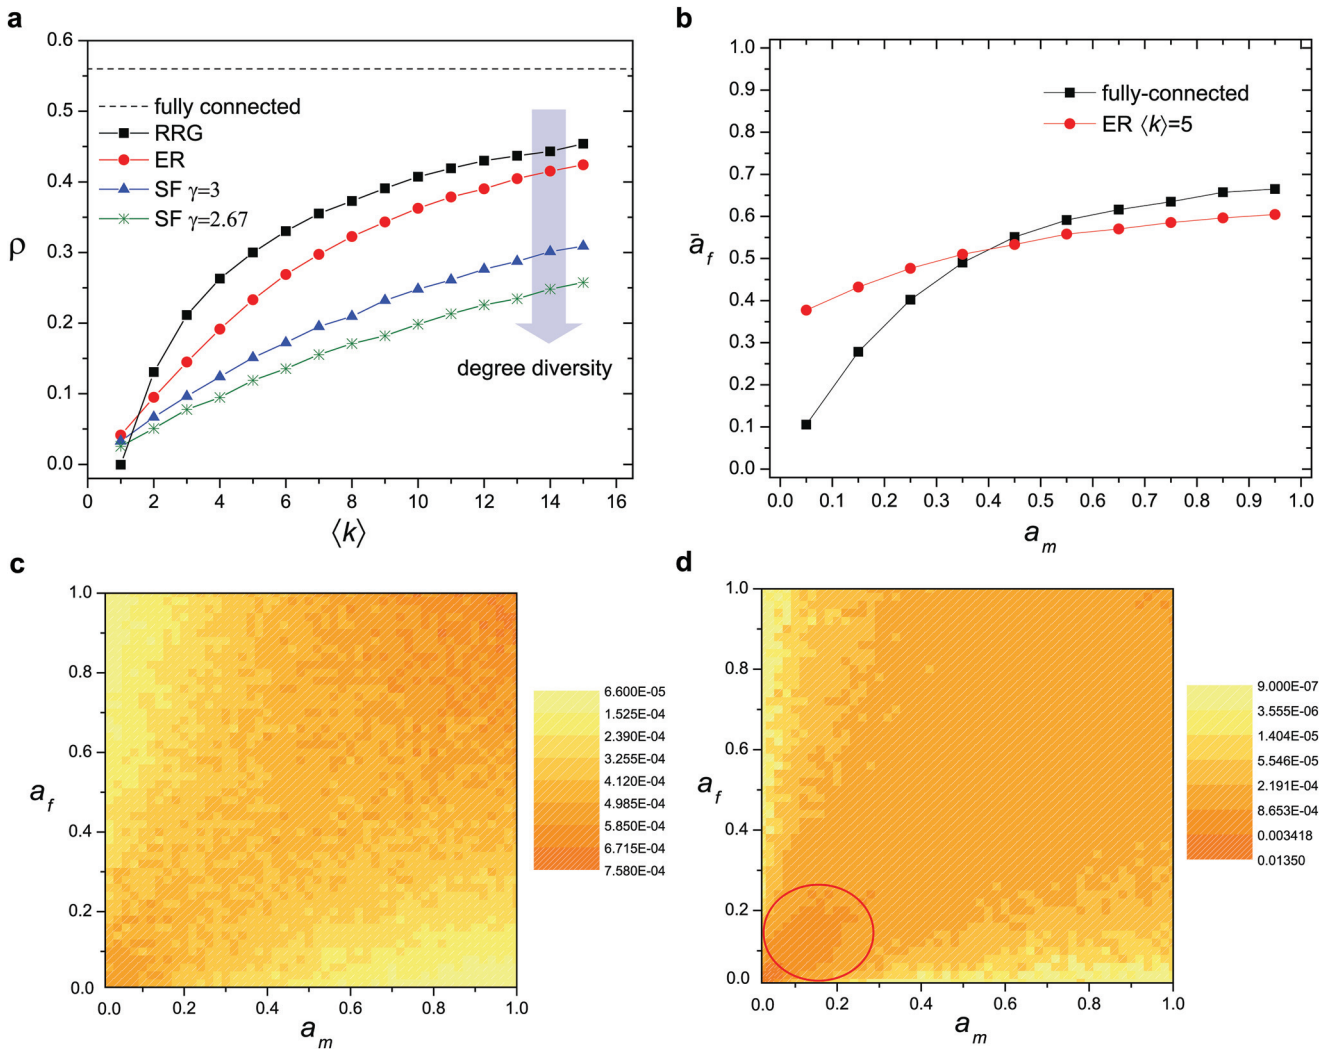 a
0.6
0.5
0.4
0.3
0.2
0.1
0.0
ρ
fully connected
RRG
ER
SF γ=3
SF γ=2.67
degree diversity
0 2 4 6 8 10 12 14 16
⟨k⟩
b
1.0
0.9
0.8
0.7
0.6
0.5
0.4
0.3
0.2
0.1
0.0
ā_f
fully-connected
ER ⟨k⟩=5
0.0 0.1 0.2 0.3 0.4 0.5 0.6 0.7 0.8 0.9 1.0
a_m
c
1.0
0.8
0.6
0.4
0.2
0.0
a_f
0.0 0.2 0.4 0.6 0.8 1.0
a_m
6.600E-05
1.525E-04
2.390E-04
3.255E-04
4.120E-04
4.985E-04
5.850E-04
6.715E-04
7.580E-04
d
1.0
0.8
0.6
0.4
0.2
0.0
a_f
0.0 0.2 0.4 0.6 0.8 1.0
a_m
9.000E-07
3.555E-06
1.404E-05
5.546E-05
2.191E-04
8.653E-04
0.003418
0.01350